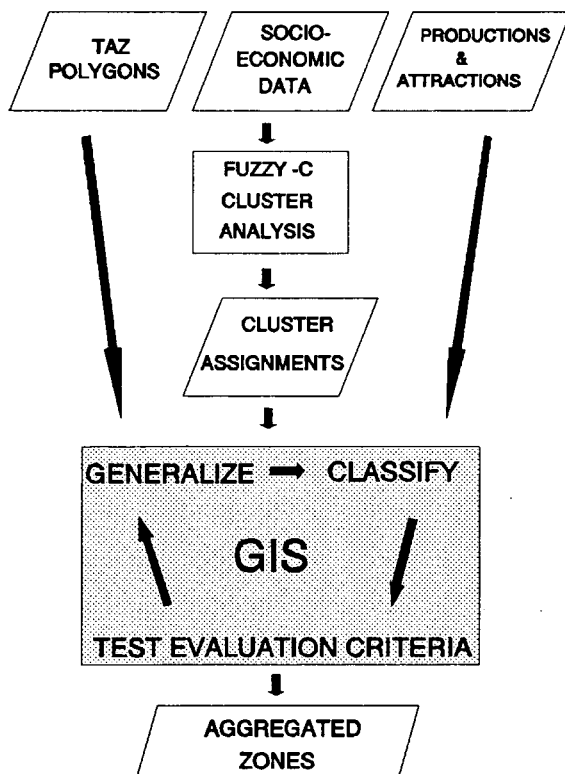 TAZ
POLYGONS
SOCIO-
ECONOMIC
DATA
PRODUCTIONS
&
ATTRACTIONS
FUZZY -C
CLUSTER
ANALYSIS
CLUSTER
ASSIGNMENTS
GENERALIZE
CLASSIFY
GIS
TEST EVALUATION CRITERIA
AGGREGATED
ZONES